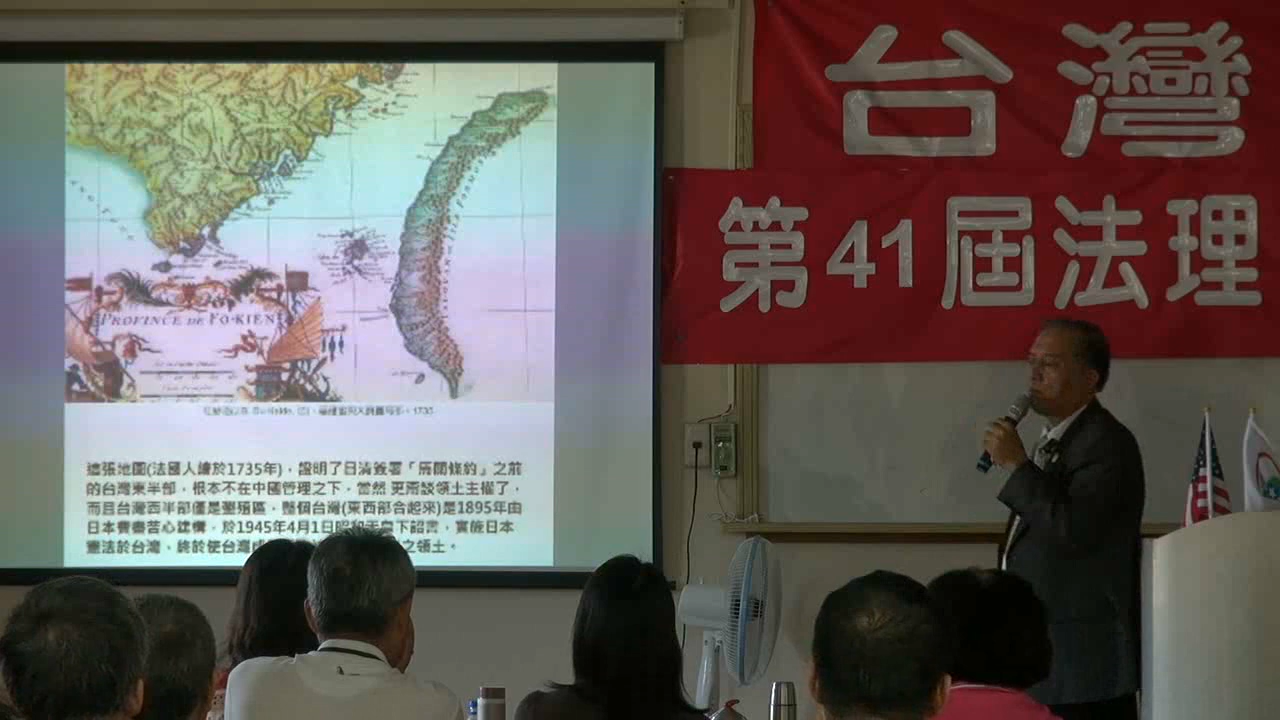 台灣
第41屆法理
PROVINCE DE FO-KIEN
這張地圖(法國人繪於1735年)，證明了日清簽署「馬關條約」之前
的台灣東半部，根本不在中國管理之下，當然 更甭談領土主權了，
而且台灣西半部僅是墾殖區，整個台灣(東西部合起來)是1895年由
日本費盡苦心建構，於1945年4月1日昭和天皇下詔書，實施日本
憲法於台灣，終於使台灣成
之領土。